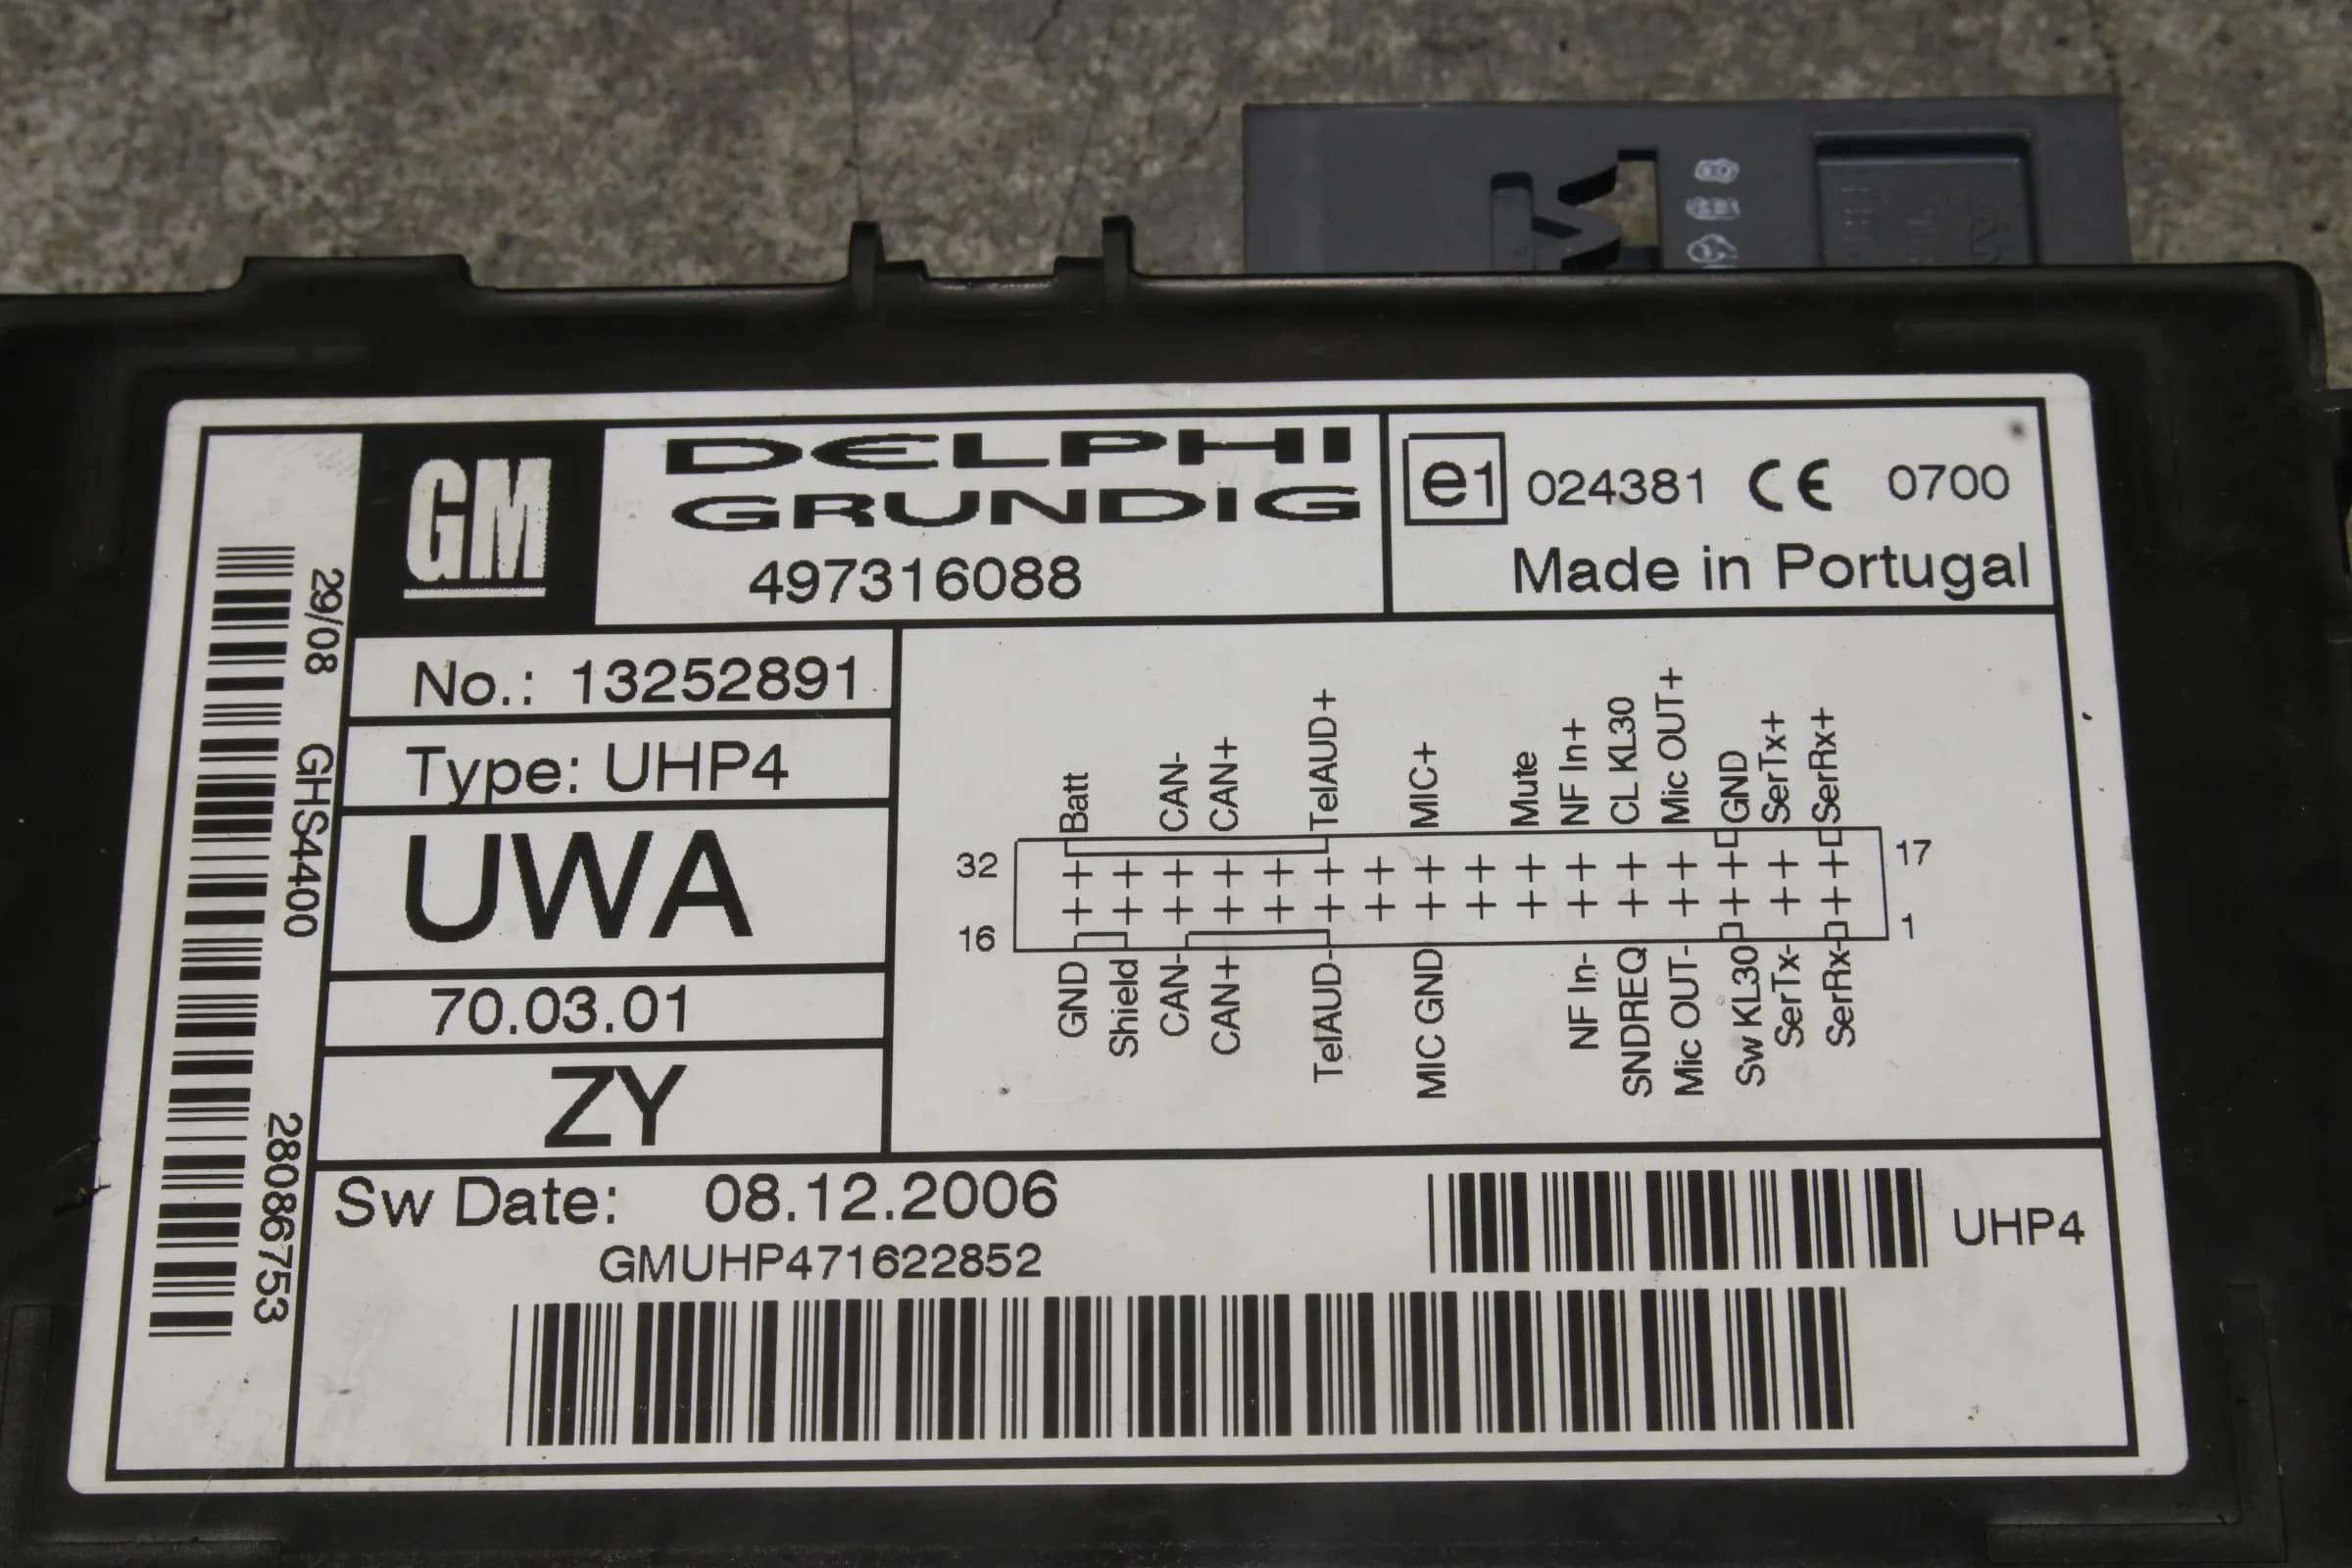 GM
DELPHI
GRUNDIG
497316088
e1 024381 CE 0700
Made in Portugal
29/08 GHS4400 28086753
No.: 13252891
Type: UHP4
UWA
70.03.01
ZY
Batt CAN- CAN+ TelAUD+ MIC+ Mute NF In+ CL KL30 Mic OUT+ GND SerTx+ SerRx+
32 17
16 1
GND Shield CAN- CAN+ TelAUD- MIC GND NF In- SNDREQ Mic OUT- Sw KL30 SerTx- SerRx-
Sw Date: 08.12.2006
GMUHP471622852
UHP4